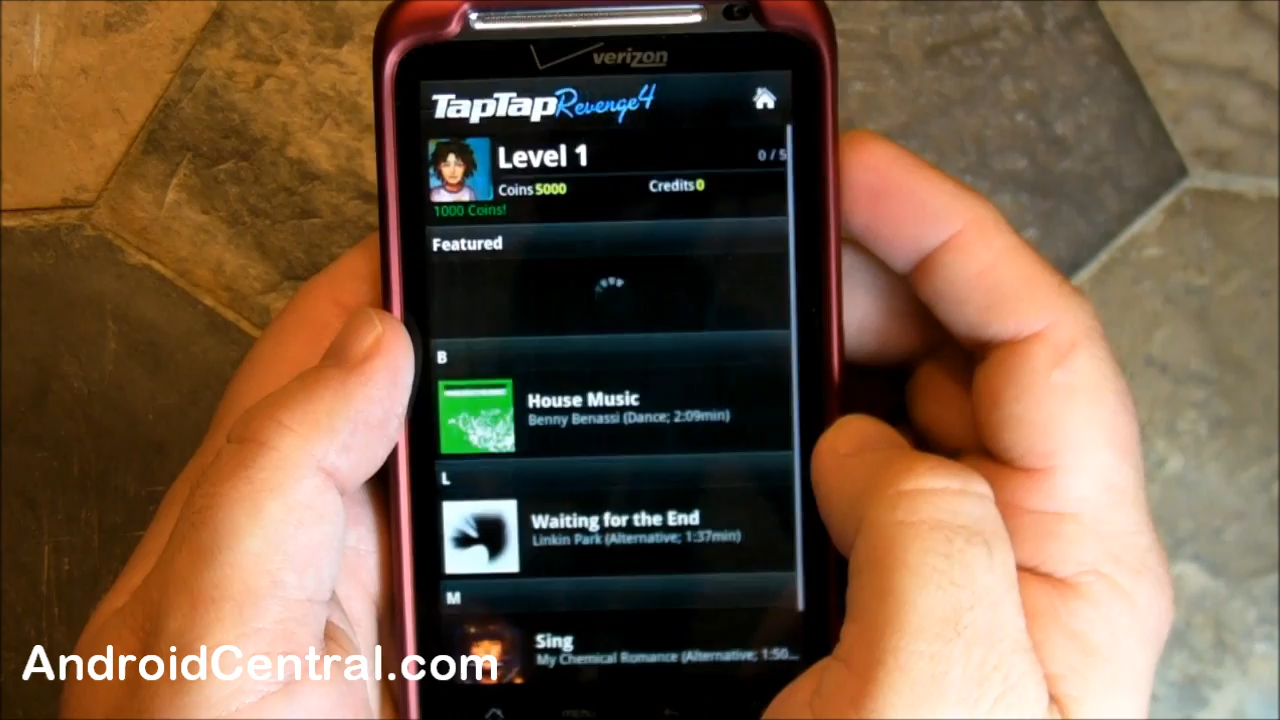 verizon
TapTap Revenge4
Level 1
0 / 5
Coins 5000
Credits 0
1000 Coins!
Featured
B
House Music
Benny Benassi (Dance; 2:09min)
L
Waiting for the End
Linkin Park (Alternative; 1:37min)
M
Sing
My Chemical Romance (Alternative; 1:50...
AndroidCentral.com